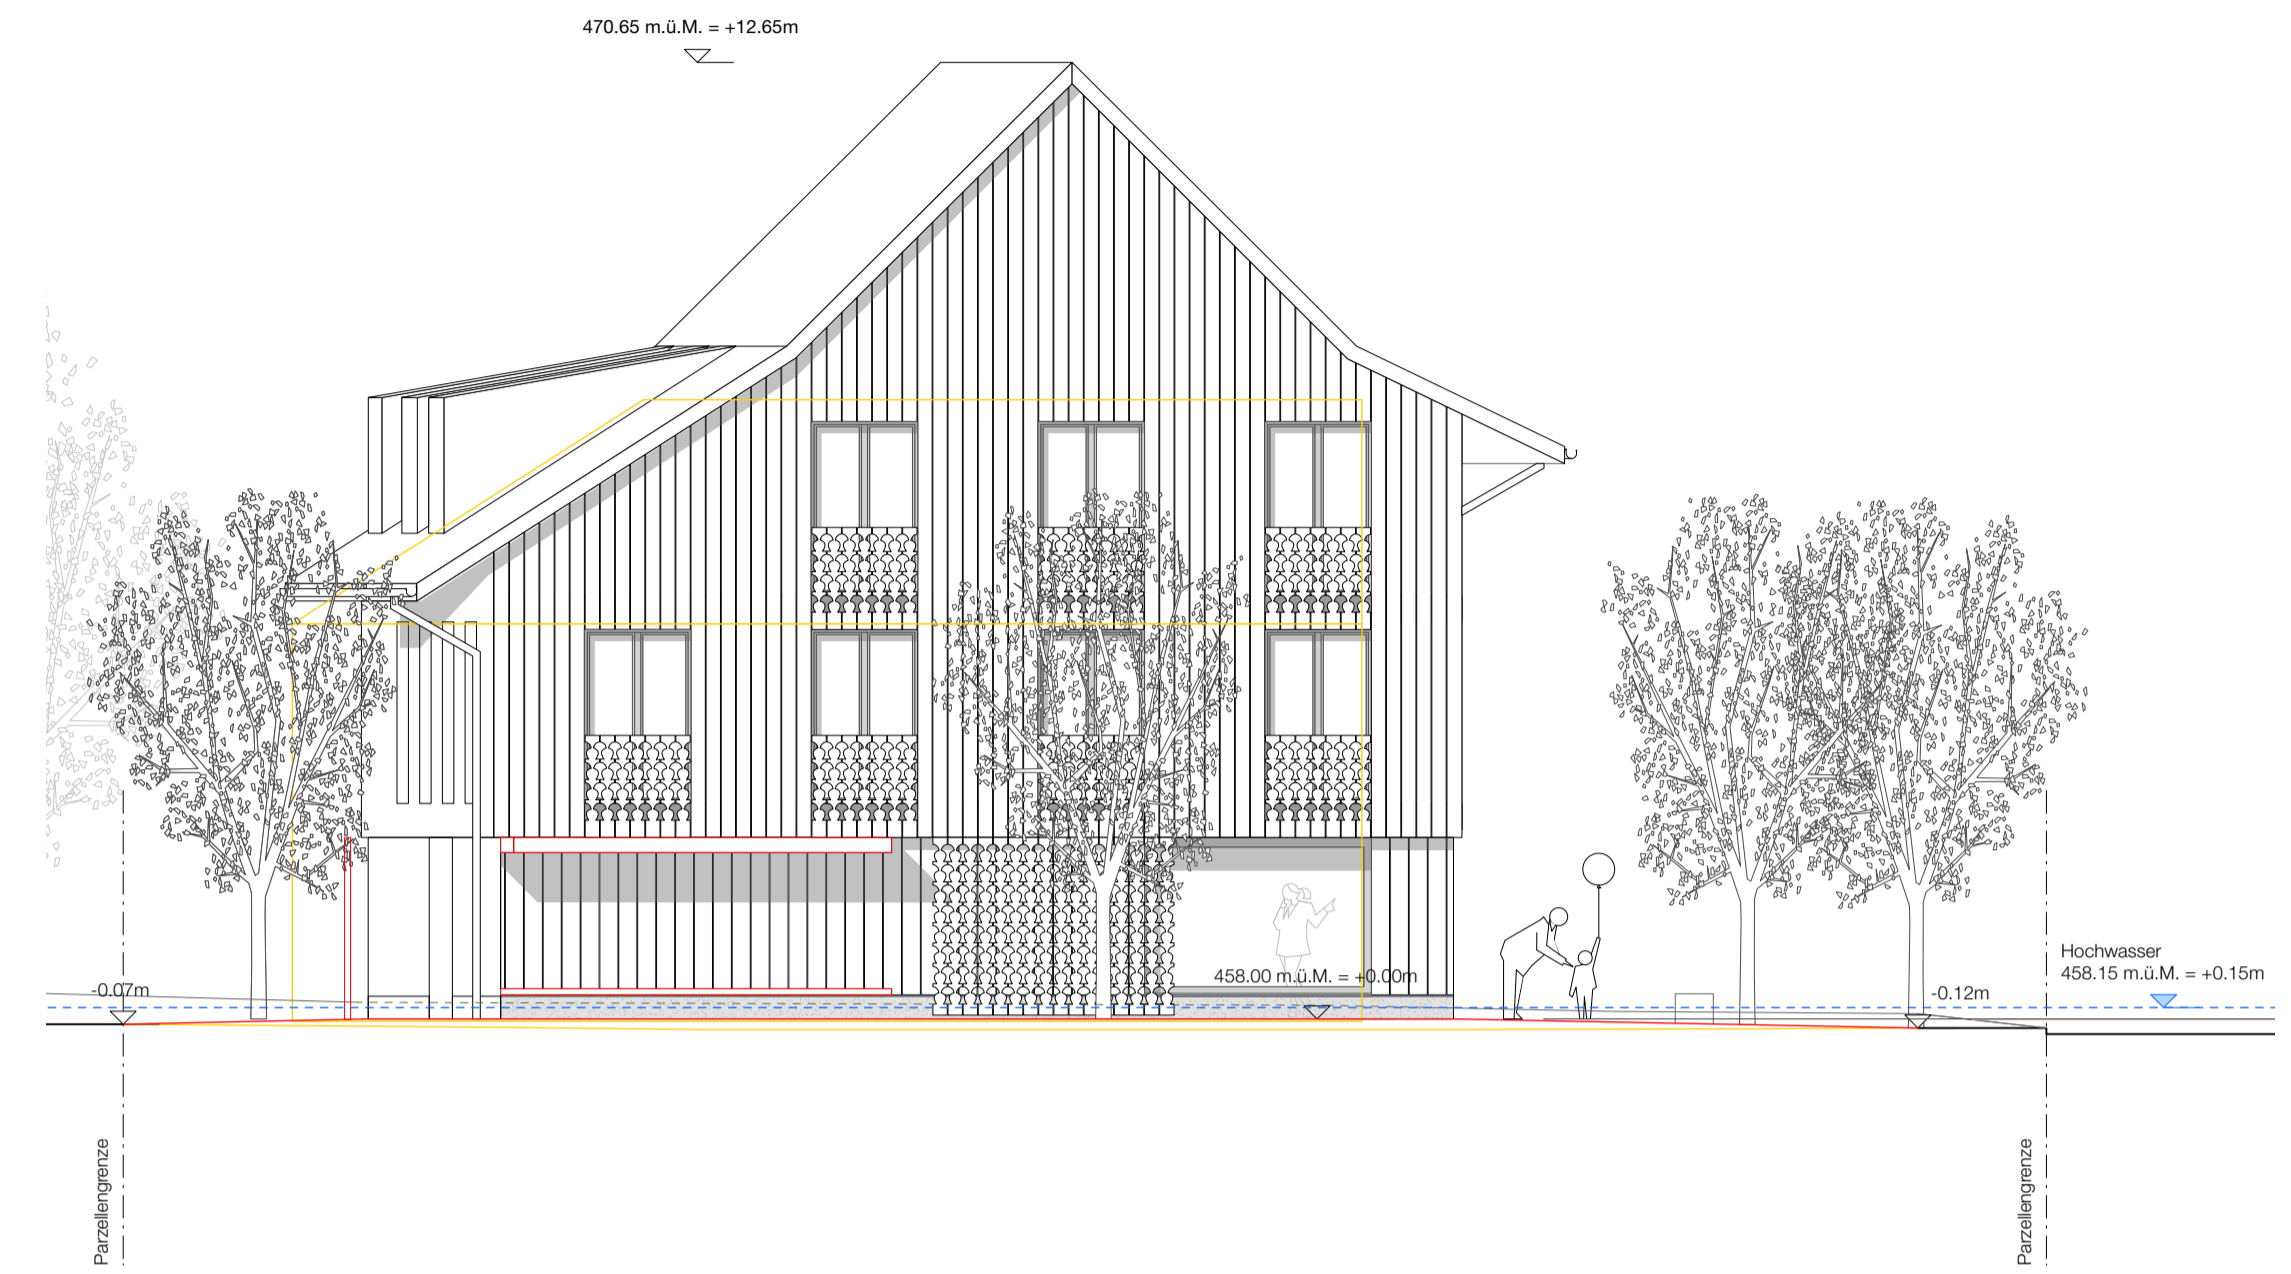 470.65 m.ü.M. = +12.65m
Hochwasser
458.15 m.ü.M. = +0.15m
458.00 m.ü.M. = +0.00m
-0.07m
-0.12m
Parzellengrenze
Parzellengrenze